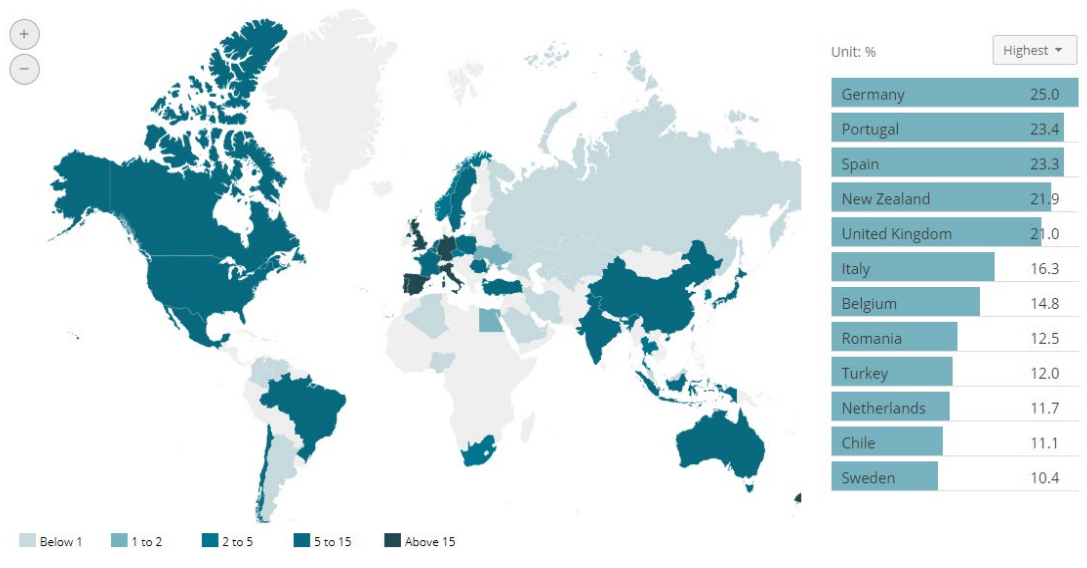 +
−
Unit: %
Highest
Germany 25.0
Portugal 23.4
Spain 23.3
New Zealand 21.9
United Kingdom 21.0
Italy 16.3
Belgium 14.8
Romania 12.5
Turkey 12.0
Netherlands 11.7
Chile 11.1
Sweden 10.4
Below 1 1 to 2 2 to 5 5 to 15 Above 15